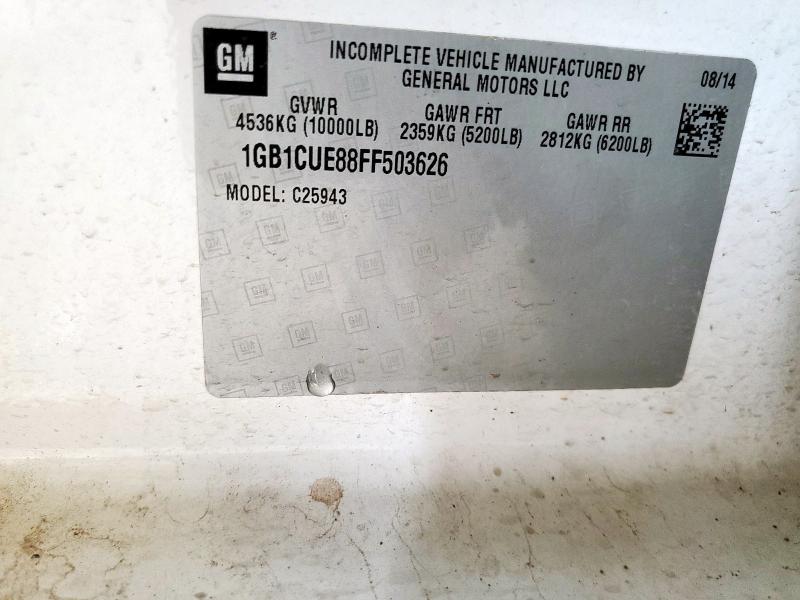 GM
INCOMPLETE VEHICLE MANUFACTURED BY
GENERAL MOTORS LLC
08/14
GVWR
4536KG (10000LB)
GAWR FRT
2359KG (5200LB)
GAWR RR
2812KG (6200LB)
1GB1CUE88FF503626
MODEL: C25943